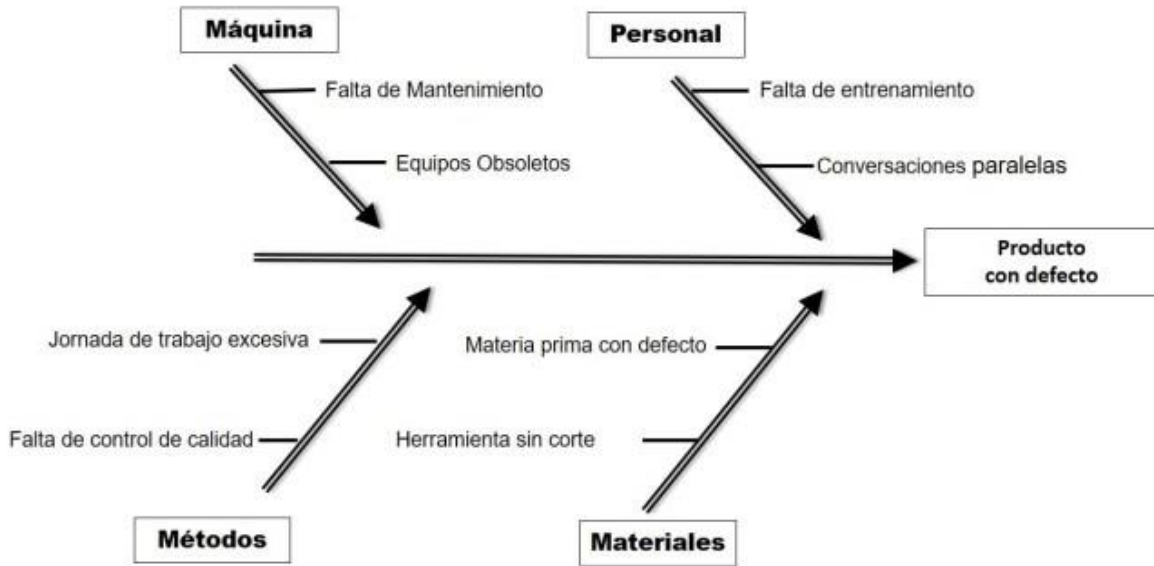 Máquina
Personal
Falta de Mantenimiento
Falta de entrenamiento
Equipos Obsoletos
Conversaciones paralelas
Producto
con defecto
Jornada de trabajo excesiva
Materia prima con defecto
Falta de control de calidad
Herramienta sin corte
Métodos
Materiales